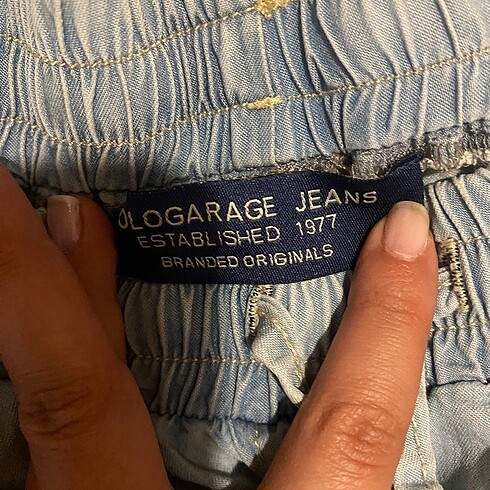 OLOGARAGE JEANS
ESTABLISHED 1977
BRANDED ORIGINALS